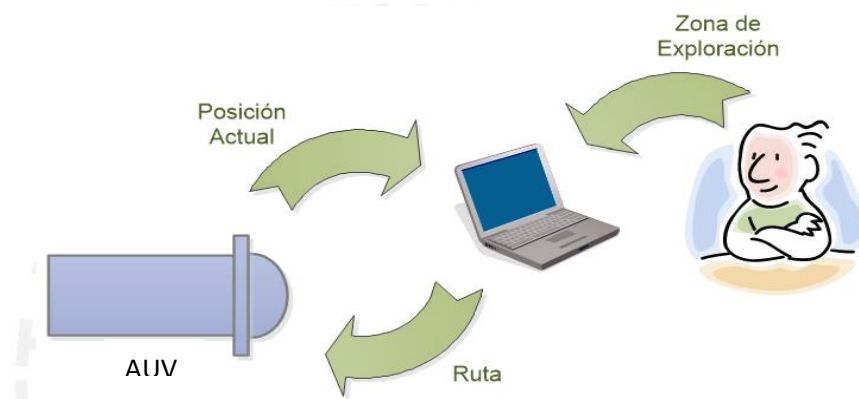 Zona de
Exploración
Posición
Actual
AUV
Ruta